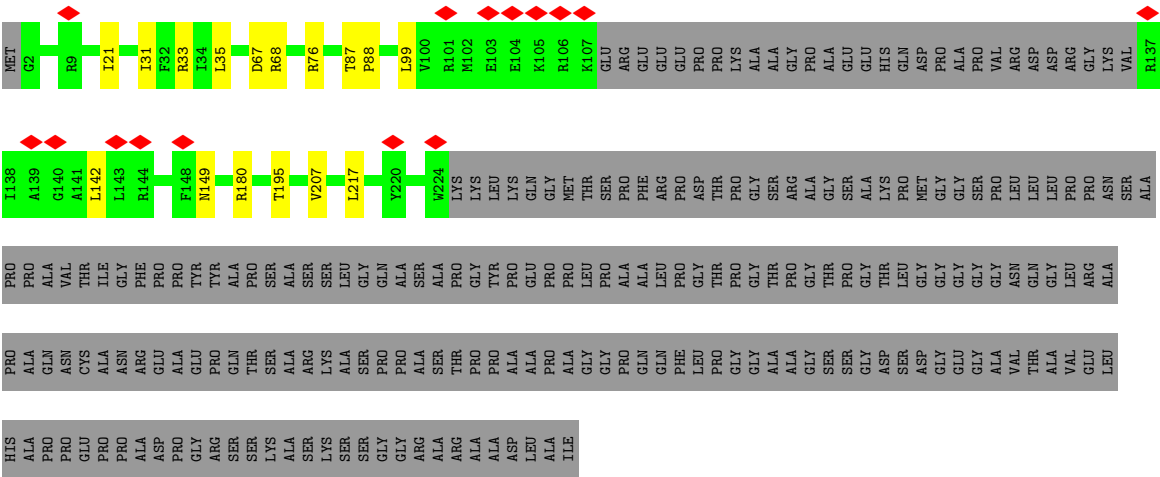 MET G2 R9 I21 I31 F32 R33 I34 L35 D67 R68 R76 T87 P88 L99 V100 R101 M102 E103 E104 K105 R106 K107 GLU ARG GLU GLU GLU PRO PRO LYS ALA ALA GLY PRO ALA GLU GLU HIS GLN ASP PRO ALA PRO VAL ARG ASP ASP ARG GLY LYS VAL R137
I138 A139 G140 A141 L142 L143 R144 F148 N149 R180 T195 V207 L217 Y220 W224 LYS LYS LEU LYS GLN GLY MET THR SER PRO PHE ARG PRO ASP THR PRO GLY SER ARG ALA GLY SER ALA LYS PRO MET GLY GLY SER PRO LEU LEU LEU PRO PRO ASN SER ALA
PRO PRO ALA VAL THR ILE GLY PHE PRO PRO TYR TYR ALA PRO SER ALA SER SER LEU GLY GLN ALA SER ALA PRO GLY TYR PRO GLU PRO PRO LEU PRO ALA ALA LEU PRO GLY THR PRO GLY THR PRO GLY THR PRO GLY THR LEU GLY GLY GLY GLY GLY ASN GLN GLY LEU ARG ALA
PRO ALA GLN ASN CYS ALA ASN ARG GLU ALA GLU PRO GLN THR SER ALA ARG LYS ALA SER PRO PRO ALA SER THR PRO PRO ALA ALA PRO ALA GLY GLY PRO GLN GLN PHE LEU PRO GLY GLY ALA ALA GLY SER SER GLY ASP SER ASP GLY GLU GLY ALA VAL THR ALA VAL GLU LEU
HIS ALA PRO PRO GLU PRO PRO ALA ASP PRO GLY ARG SER SER LYS ALA SER LYS SER SER GLY GLY ARG ALA ARG ALA ALA ASP LEU ALA ILE